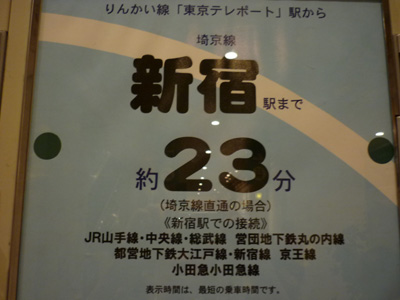 りんかい線「東京テレポート」駅から
埼京線
新宿駅まで
約23分
（埼京線直通の場合）
《新宿駅での接続》
JR山手線・中央線・総武線 営団地下鉄丸の内線
都営地下鉄大江戸線・新宿線 京王線
小田急小田急線
表示時間は、最短の乗車時間です。